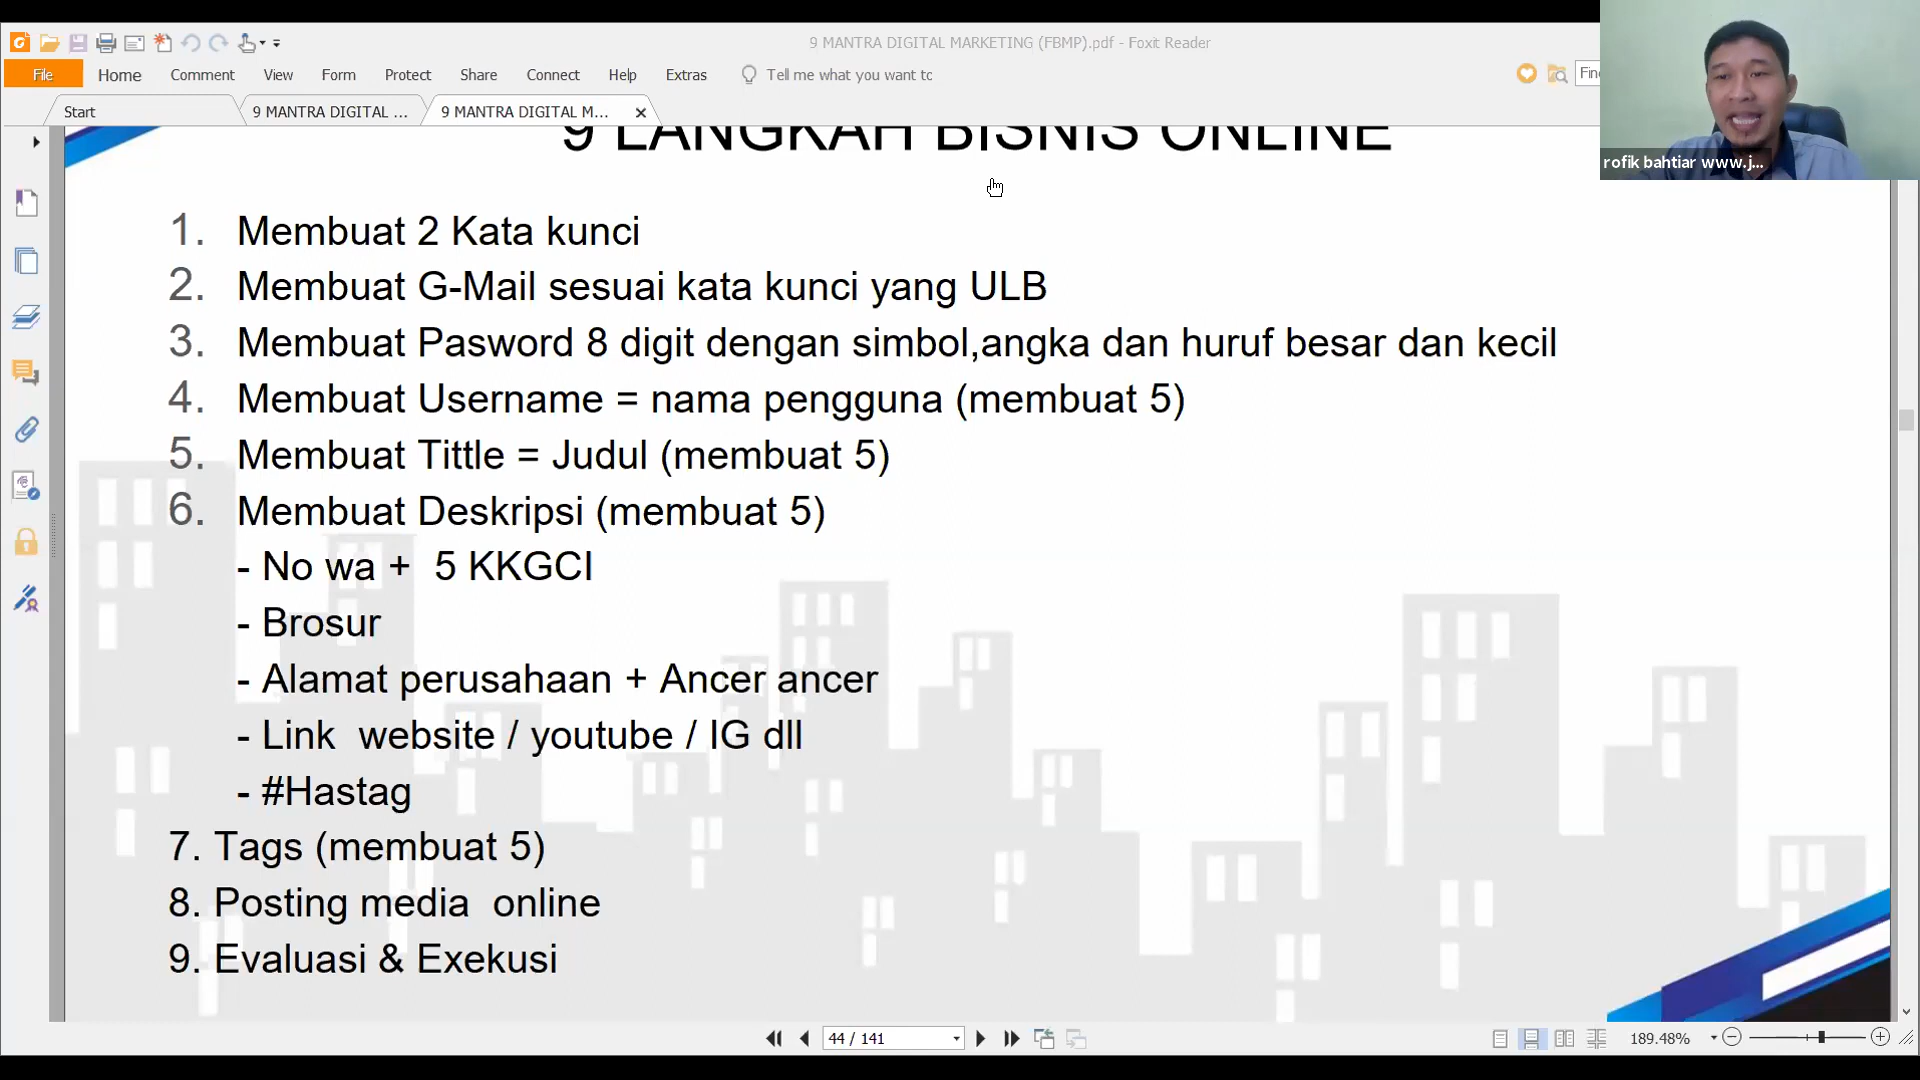 9 MANTRA DIGITAL MARKETING (FBMP).pdf - Foxit Reader
File Home Comment View Form Protect Share Connect Help Extras Tell me what you want to
Start 9 MANTRA DIGITAL ... 9 MANTRA DIGITAL M...
rofik bahtiar www.j...
9 LANGKAH BISNIS ONLINE
1. Membuat 2 Kata kunci
2. Membuat G-Mail sesuai kata kunci yang ULB
3. Membuat Pasword 8 digit dengan simbol,angka dan huruf besar dan kecil
4. Membuat Username = nama pengguna (membuat 5)
5. Membuat Tittle = Judul (membuat 5)
6. Membuat Deskripsi (membuat 5)
- No wa + 5 KKGCI
- Brosur
- Alamat perusahaan + Ancer ancer
- Link website / youtube / IG dll
- #Hastag
7. Tags (membuat 5)
8. Posting media online
9. Evaluasi & Exekusi
44 / 141
189.48%